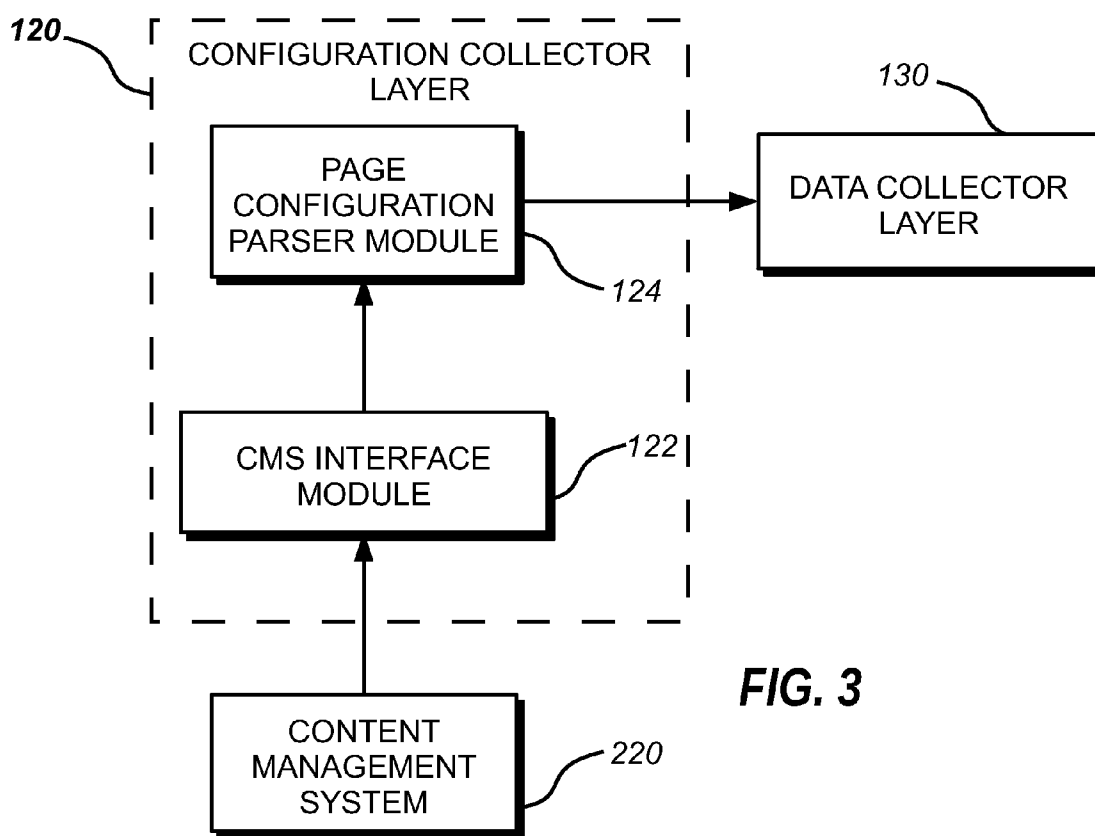 120
CONFIGURATION COLLECTOR
LAYER
130
PAGE
CONFIGURATION
PARSER MODULE
DATA COLLECTOR
LAYER
124
CMS INTERFACE
MODULE
122
FIG. 3
CONTENT
MANAGEMENT
SYSTEM
220